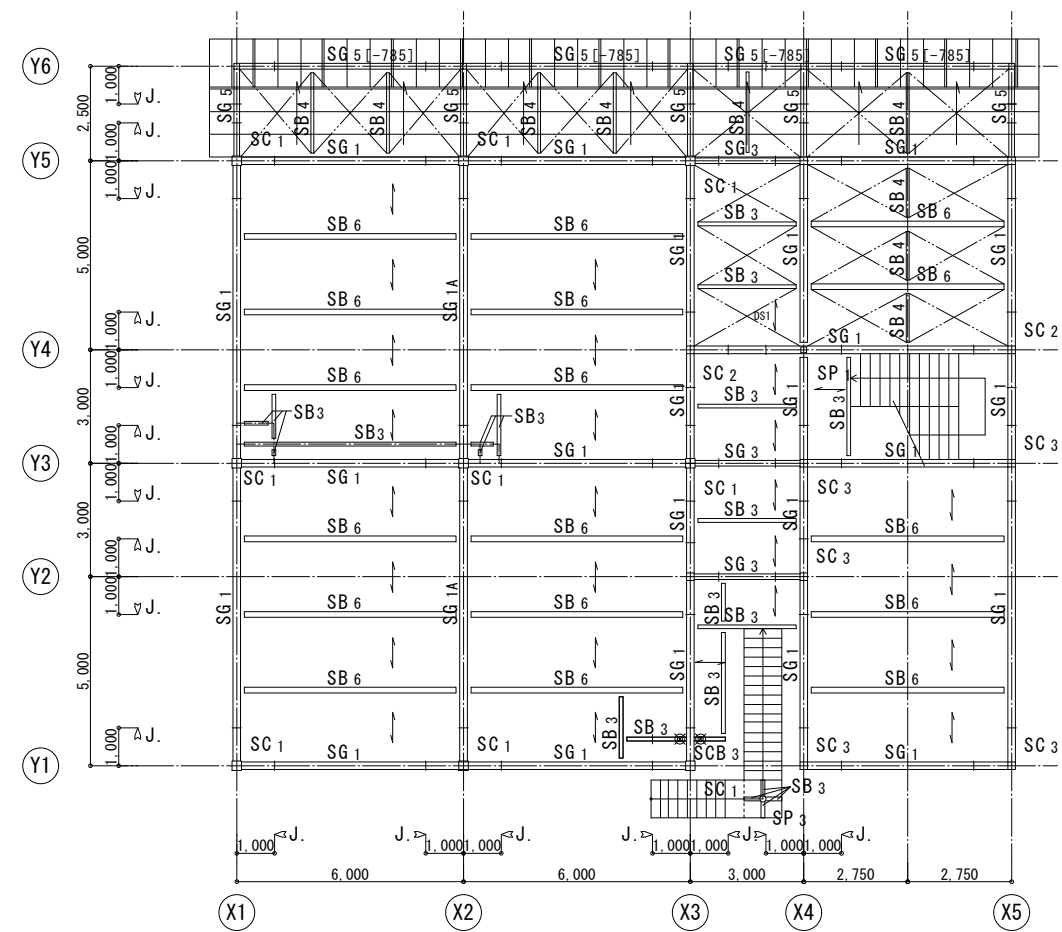 SG5[-785] SG5[-785] SG5[-785] SG5[-785]
Y6
1,000
J.
2,500
SG5 SB4 SB4 SG5 SB4 SB4 SG5 SB4 SG5 SB4 SG5
J.
1,000
SC1 SG1 SC1 SG1 SG3 SG1
Y5
1,000
J.
SC1
SB3 SB4 SB6
SB6 SB6
5,000
SG1 SG1 SG1 SG1
SB4
SB3 SB6
SG1 SG1A
SB6 SB6
DS1 SB4
J.
1,000
SG1 SC2
Y4
1,000
J.
SB6 SB6
SC2 SP1
SB3 SB3
SG1 SG1 SG1
3,000
SB3 SB3
SB3
J.
1,000
SG1 SG3 SG1 SC3
Y3
1,000
J.
SC1 SG1 SC1
SC1 SC3
SG1 SB3 SG1
3,000
SB6 SB6 SB6
J.
1,000
SC3
SG3
Y2
1,000
J.
SG1 SG1A SB3 SG1
SB6 SB6 SB3 SB6
5,000
SG1 SG1
SB6 SB6 SB3 SB6
SB3 SB3
J.
1,000
SC1 SG1 SC1 SG1 SCB3 SC3 SG1 SC3
Y1
SC1 SB3
SP3
J. J. J. J. J. J. J.
1,000 1,000 1,000 1,000 1,000 1,000 1,000
6,000 6,000 3,000 2,750 2,750
X1 X2 X3 X4 X5